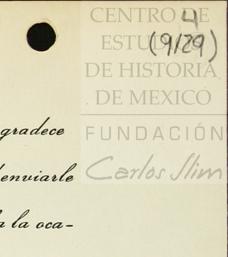 CENTRO DE
4
ESTUDIOS
(9/29)
DE HISTORIA
DE MEXICO
FUNDACIÓN
Carlos Slim
gradece
enviarle
la oca-